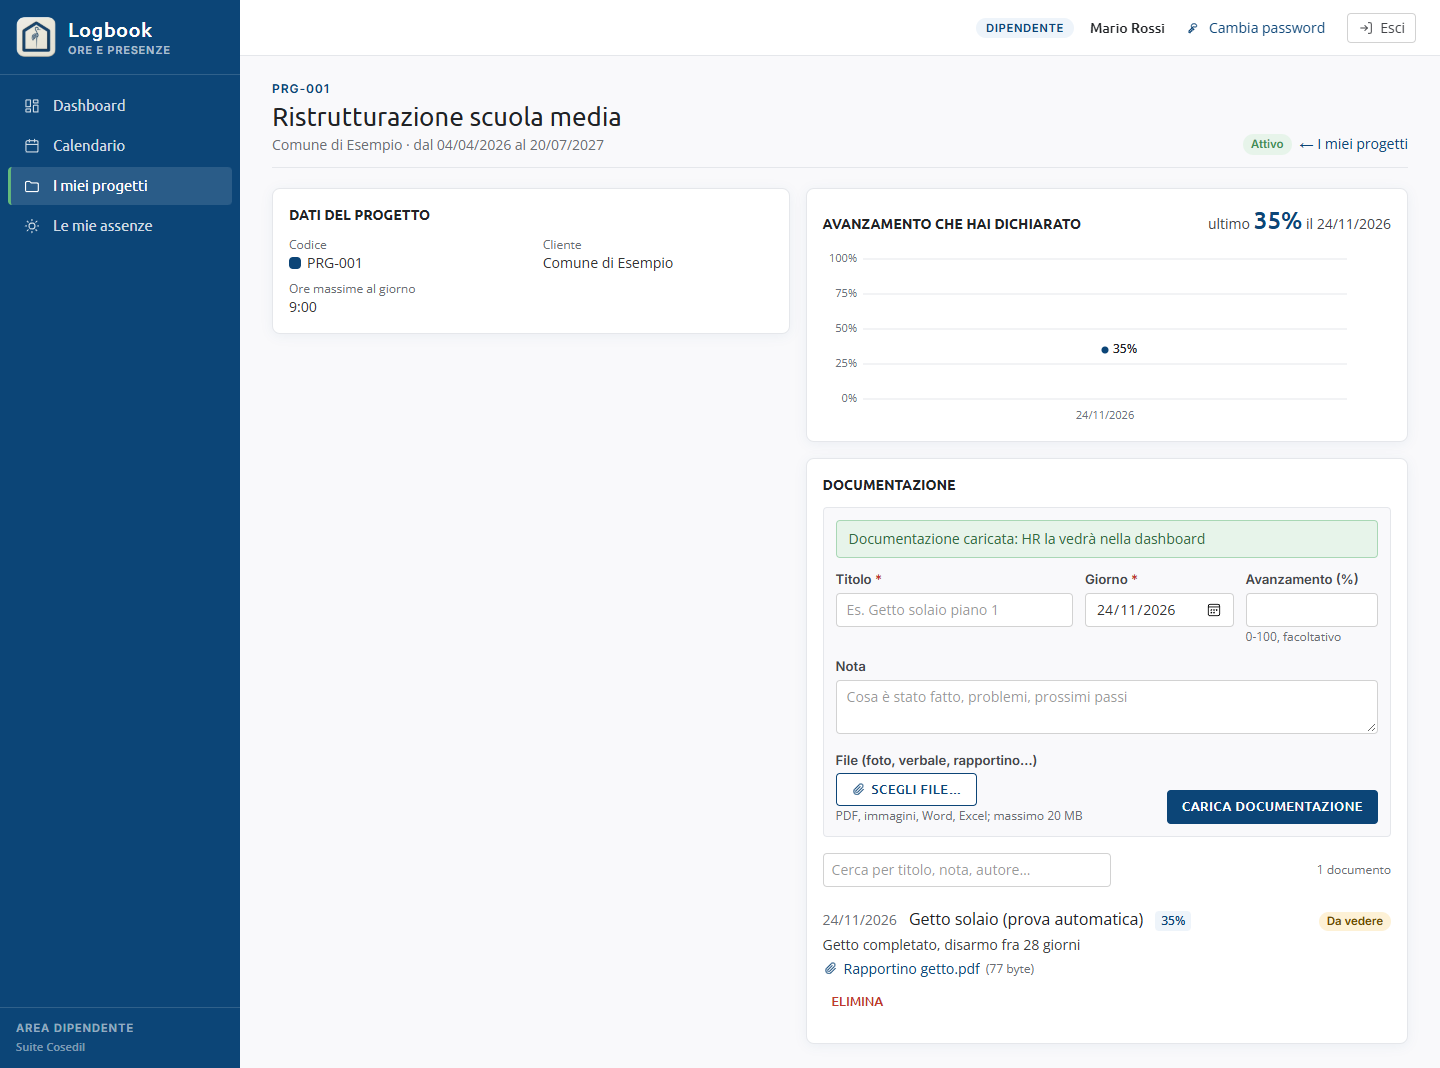 Logbook
ORE E PRESENZE
Dashboard
Calendario
I miei progetti
Le mie assenze
AREA DIPENDENTE
Suite Cosedil
DIPENDENTE
Mario Rossi
Cambia password
Esci
PRG-001
Ristrutturazione scuola media
Comune di Esempio · dal 04/04/2026 al 20/07/2027
Attivo
← I miei progetti
DATI DEL PROGETTO
Codice
PRG-001
Cliente
Comune di Esempio
Ore massime al giorno
9:00
AVANZAMENTO CHE HAI DICHIARATO
ultimo 35% il 24/11/2026
100%
75%
50%
35%
25%
0%
24/11/2026
DOCUMENTAZIONE
Documentazione caricata: HR la vedrà nella dashboard
Titolo *
Es. Getto solaio piano 1
Giorno *
24/11/2026
Avanzamento (%)
0-100, facoltativo
Nota
Cosa è stato fatto, problemi, prossimi passi
File (foto, verbale, rapportino...)
SCEGLI FILE...
PDF, immagini, Word, Excel; massimo 20 MB
CARICA DOCUMENTAZIONE
Cerca per titolo, nota, autore...
1 documento
24/11/2026 Getto solaio (prova automatica) 35%
Da vedere
Getto completato, disarmo fra 28 giorni
Rapportino getto.pdf (77 byte)
ELIMINA